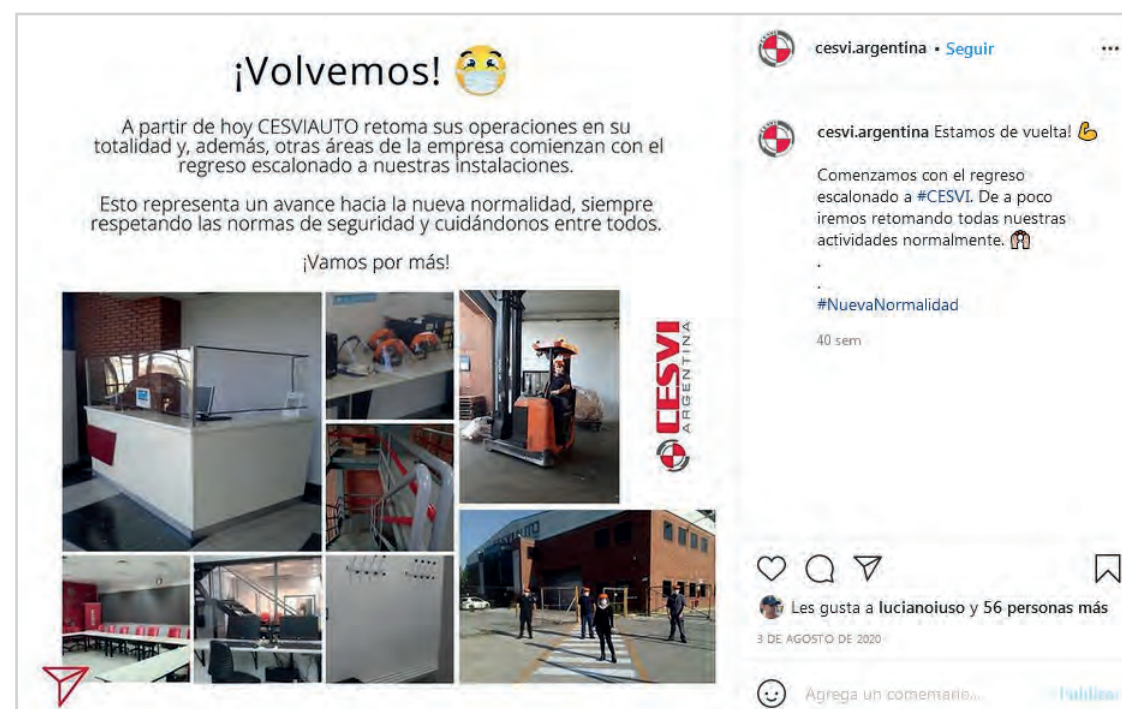 ¡Volvemos!
A partir de hoy CESVIAUTO retoma sus operaciones en su
totalidad y, además, otras áreas de la empresa comienzan con el
regreso escalonado a nuestras instalaciones.
Esto representa un avance hacia la nueva normalidad, siempre
respetando las normas de seguridad y cuidándonos entre todos.
¡Vamos por más!
CESVI
ARGENTINA
CESVIAUTO
cesvi.argentina • Seguir
cesvi.argentina Estamos de vuelta! 💪
Comenzamos con el regreso
escalonado a #CESVI. De a poco
iremos retomando todas nuestras
actividades normalmente.
.
.
#NuevaNormalidad
40 sem
Les gusta a lucianoiuso y 56 personas más
3 DE AGOSTO DE 2020
Agrega un comentario...
Publicar